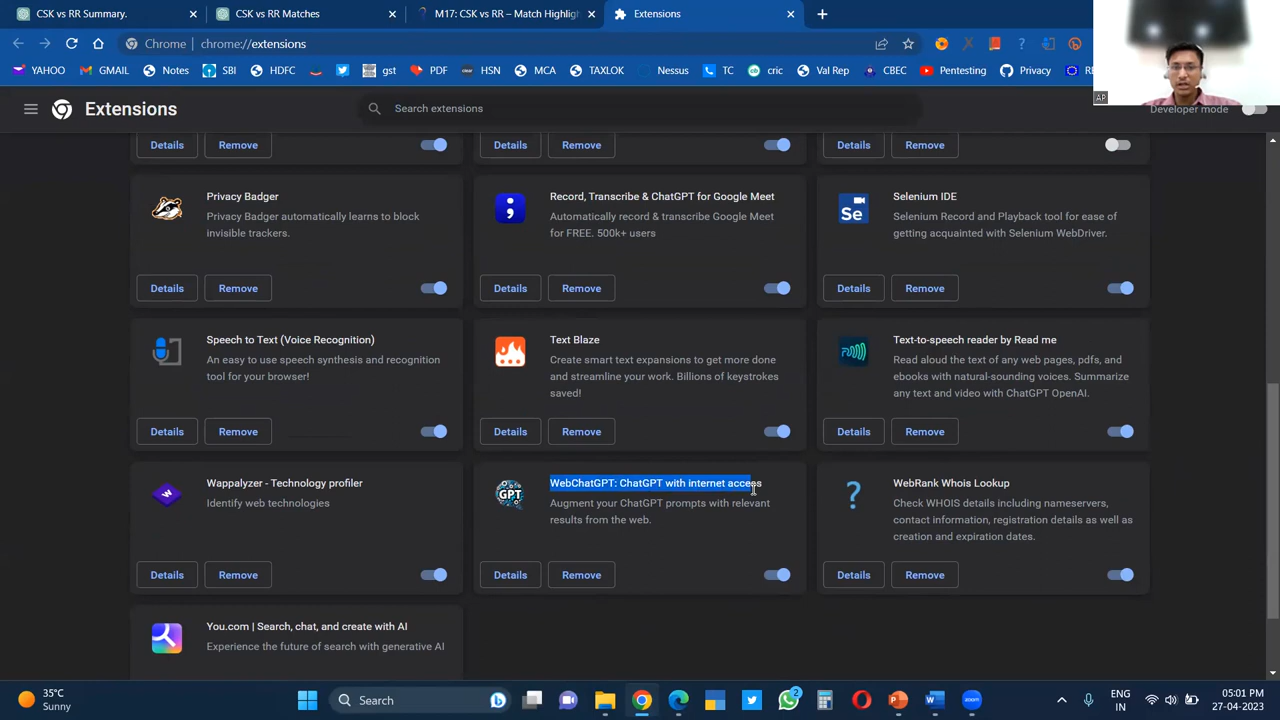 CSK vs RR Summary.
CSK vs RR Matches
M17: CSK vs RR – Match Highlig
Extensions
Chrome | chrome://extensions
YAHOO GMAIL Notes SBI HDFC gst PDF HSN MCA TAXLOK Nessus TC cric Val Rep CBEC Pentesting Privacy
AP
Extensions
Search extensions
Developer mode
Details Remove Details Remove Details Remove
Privacy Badger
Privacy Badger automatically learns to block
invisible trackers.
Details Remove
Record, Transcribe & ChatGPT for Google Meet
Automatically record & transcribe Google Meet
for FREE. 500k+ users
Details Remove
Selenium IDE
Selenium Record and Playback tool for ease of
getting acquainted with Selenium WebDriver.
Details Remove
Speech to Text (Voice Recognition)
An easy to use speech synthesis and recognition
tool for your browser!
Details Remove
Text Blaze
Create smart text expansions to get more done
and streamline your work. Billions of keystrokes
saved!
Details Remove
Text-to-speech reader by Read me
Read aloud the text of any web pages, pdfs, and
ebooks with natural-sounding voices. Summarize
any text and video with ChatGPT OpenAI.
Details Remove
Wappalyzer - Technology profiler
Identify web technologies
Details Remove
GPT
WebChatGPT: ChatGPT with internet access
Augment your ChatGPT prompts with relevant
results from the web.
Details Remove
WebRank Whois Lookup
Check WHOIS details including nameservers,
contact information, registration details as well as
creation and expiration dates.
Details Remove
You.com | Search, chat, and create with AI
Experience the future of search with generative AI
35°C
Sunny
Search
2
zoom
ENG
IN
05:01 PM
27-04-2023